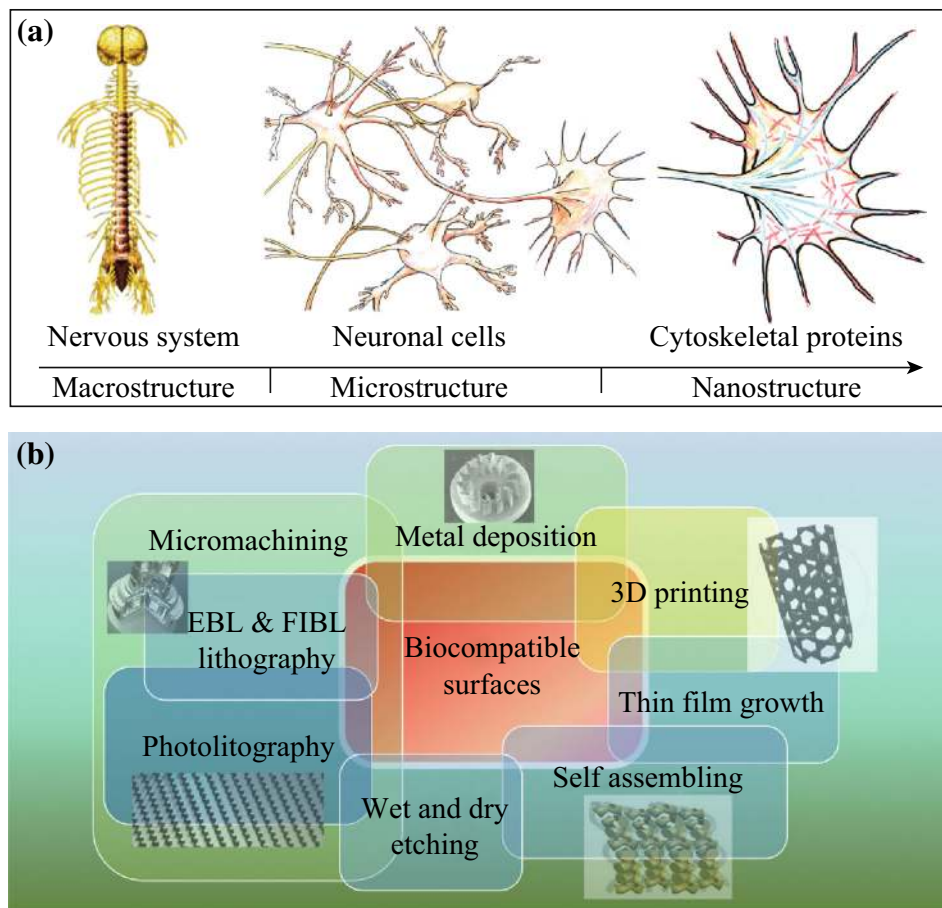 (a)
Nervous system
Neuronal cells
Cytoskeletal proteins
Macrostructure
Microstructure
Nanostructure
(b)
Micromachining
Metal deposition
3D printing
EBL & FIBL
lithography
Biocompatible
surfaces
Thin film growth
Photolitography
Self assembling
Wet and dry
etching